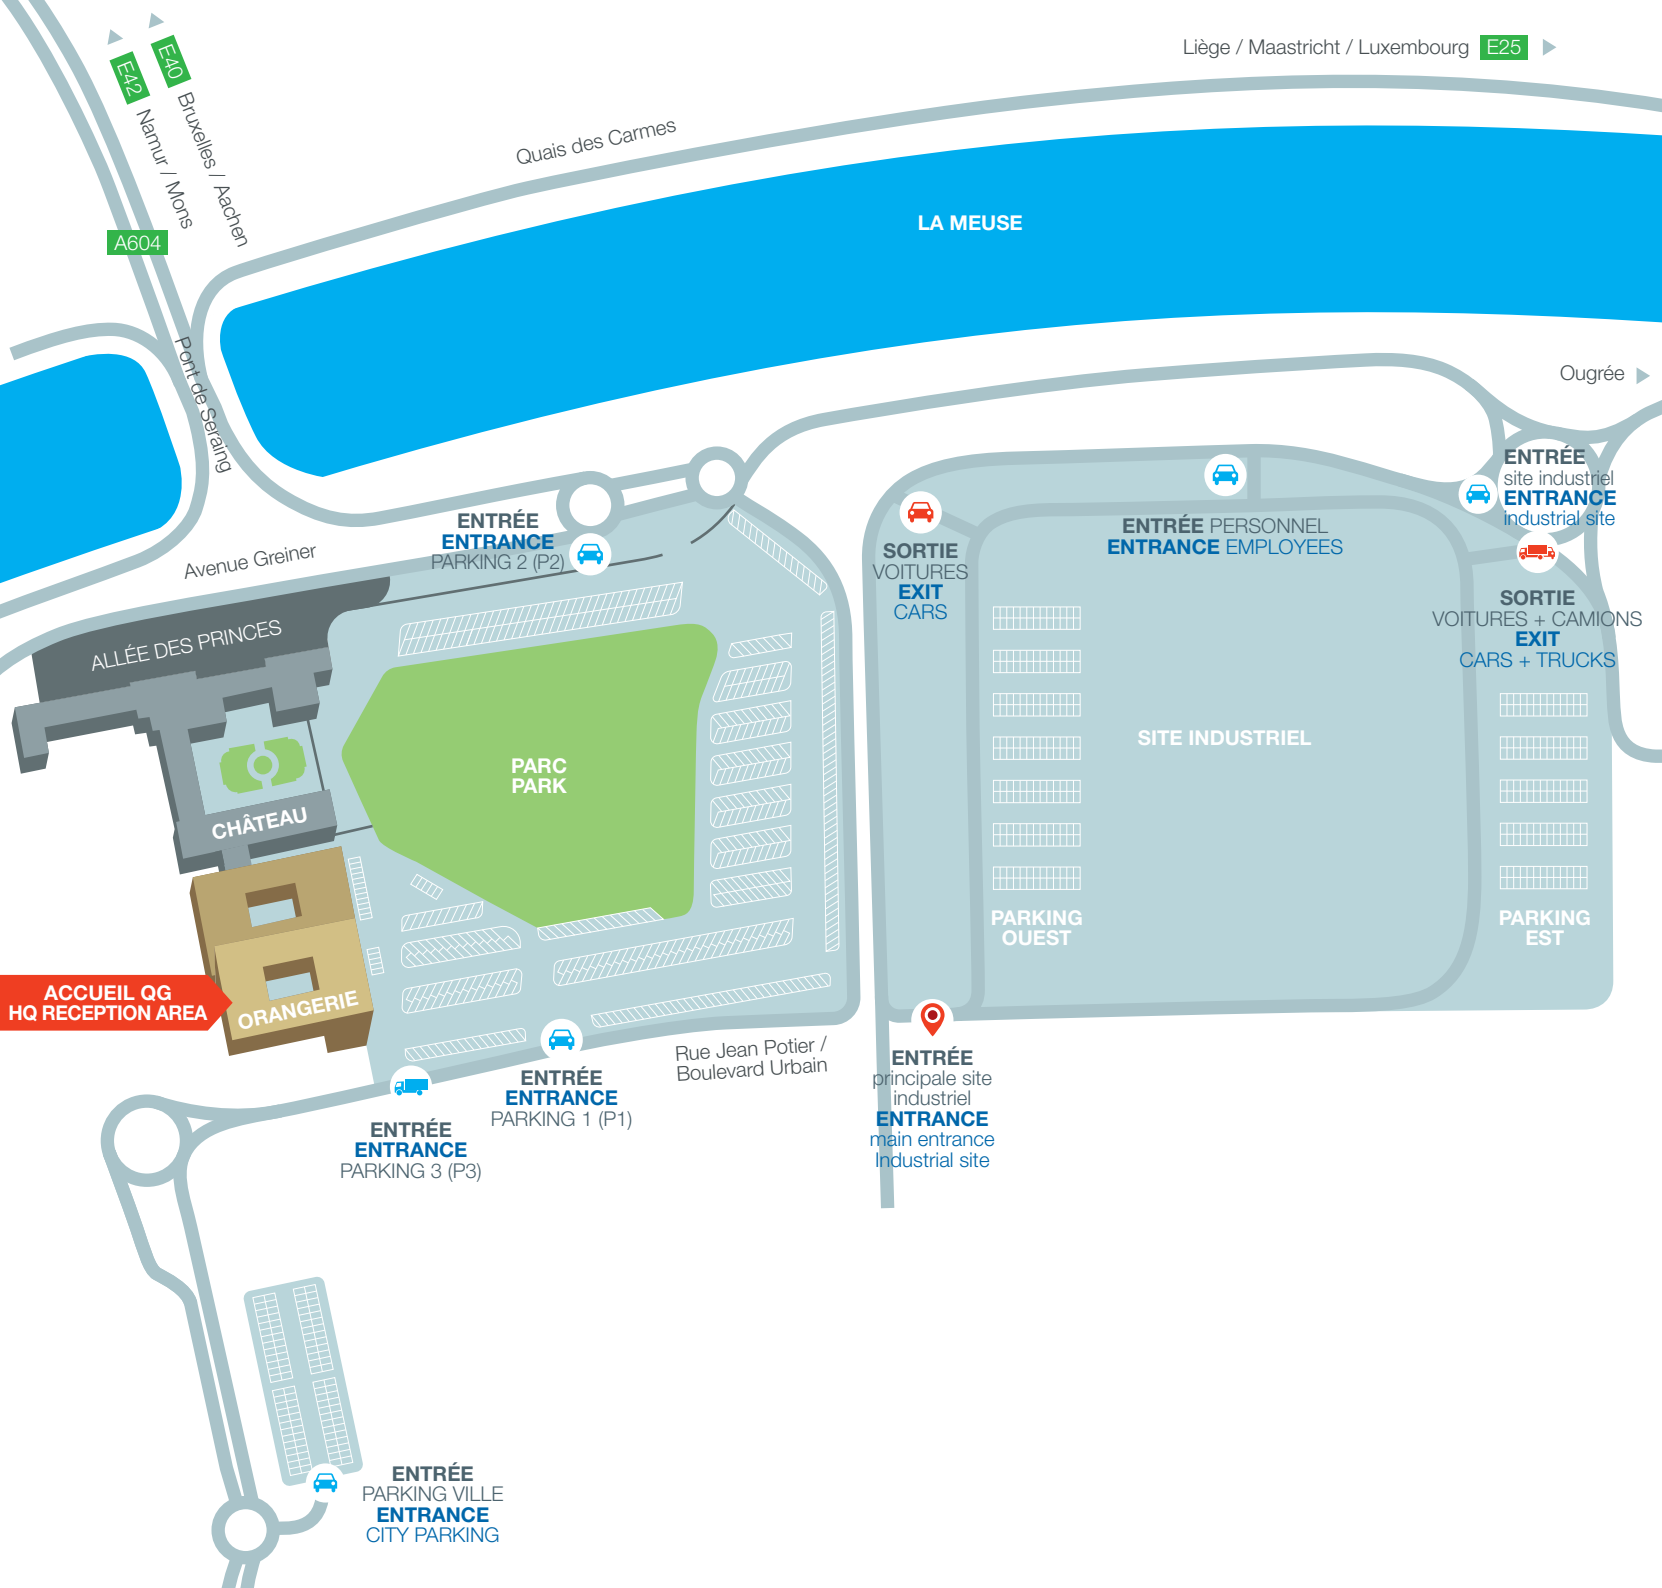 Liège / Maastricht / Luxembourg E25
E42 Namur / Mons
E40 Bruxelles / Aachen
Quais des Carmes
LA MEUSE
A604
Pont de Seraing
Ougrée
ENTRÉE
site industriel
ENTRANCE
industrial site
ENTRÉE
ENTRANCE
PARKING 2 (P2)
Avenue Greiner
ENTRÉE PERSONNEL
ENTRANCE EMPLOYEES
SORTIE
VOITURES
EXIT
CARS
SORTIE
VOITURES + CAMIONS
EXIT
CARS + TRUCKS
ALLÉE DES PRINCES
PARC
PARK
SITE INDUSTRIEL
CHÂTEAU
PARKING
OUEST
PARKING
EST
ACCUEIL QG
HQ RECEPTION AREA
ORANGERIE
Rue Jean Potier /
Boulevard Urbain
ENTRÉE
ENTRANCE
PARKING 1 (P1)
ENTRÉE
principale site
industriel
ENTRANCE
main entrance
Industrial site
ENTRÉE
ENTRANCE
PARKING 3 (P3)
ENTRÉE
PARKING VILLE
ENTRANCE
CITY PARKING